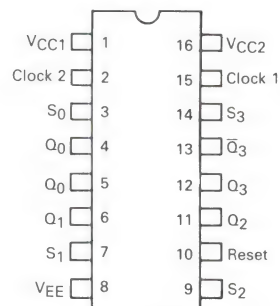 VCC1 1 16 VCC2
Clock 2 2 15 Clock 1
S0 3 14 S3
Q0 4 13 Q̅3
Q0 5 12 Q3
Q1 6 11 Q2
S1 7 10 Reset
VEE 8 9 S2